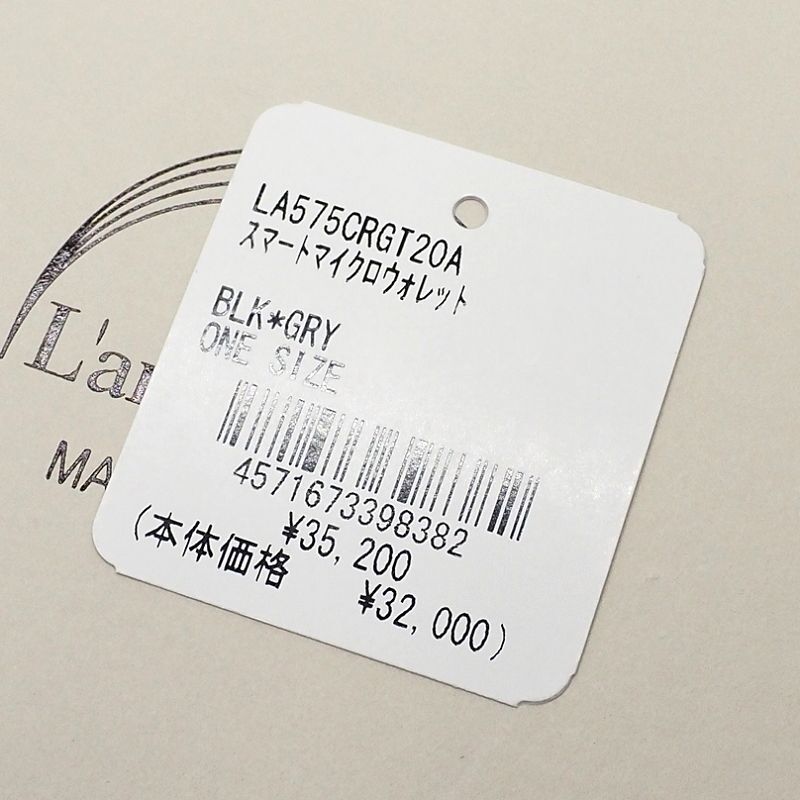 LA575CRGT20A
スマートマイクロウォレット
BLK*GRY
ONE SIZE
4571673398382
¥35,200
(本体価格 ¥32,000)
L'ar
MA